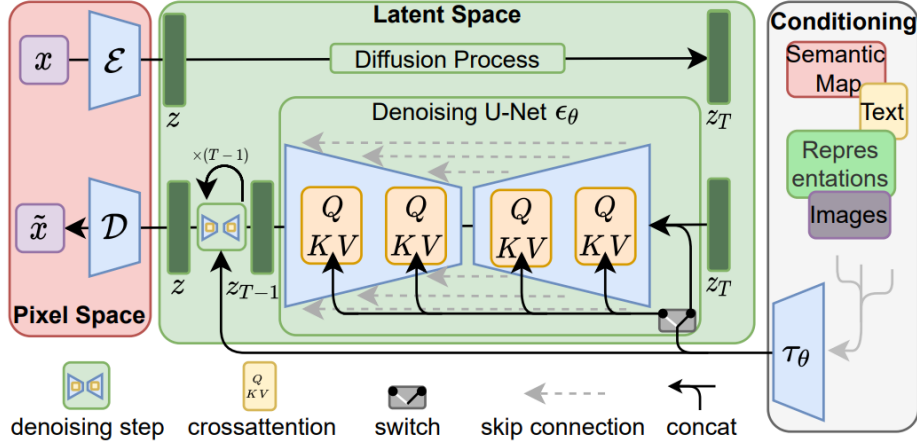 Latent Space
Conditioning
x
ℰ
z
Diffusion Process
z_T
Semantic
Map
Text
Repres
entations
Images
Denoising U-Net ϵ_θ
×(T−1)
x̃
𝒟
z
z_{T−1}
Q
KV
Q
KV
Q
KV
Q
KV
z_T
Pixel Space
τ_θ
Q
KV
denoising step
crossattention
switch
skip connection
concat